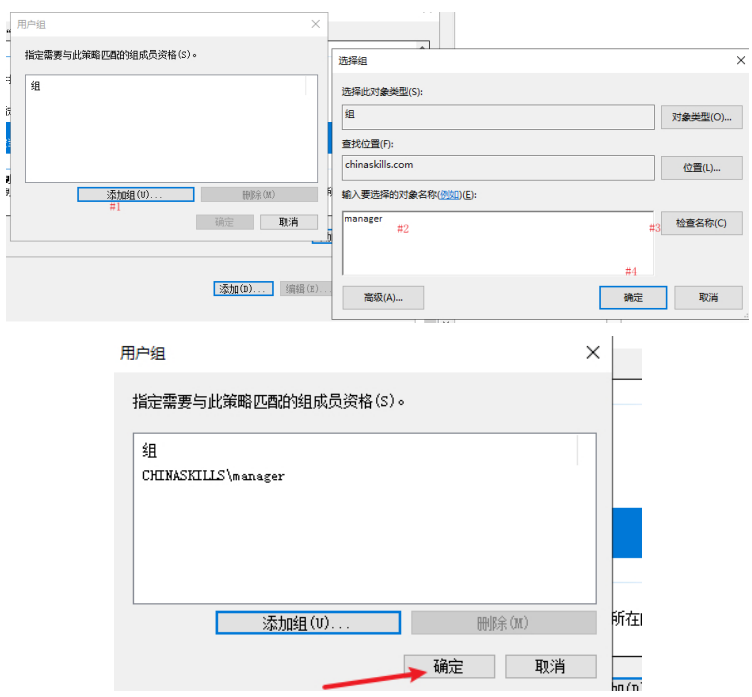 用户组
指定需要与此策略匹配的组成员资格(S)。
组
添加组(U)...
删除(M)
#1
确定
取消
添加(D)...
编辑(E)...
选择组
选择此对象类型(S):
组
对象类型(O)...
查找位置(F):
chinaskills.com
位置(L)...
输入要选择的对象名称(例如)(E):
manager
#2
#3
检查名称(C)
#4
高级(A)...
确定
取消
用户组
指定需要与此策略匹配的组成员资格(S)。
组
CHINASKILLS\manager
添加组(U)...
删除(M)
所在
确定
取消